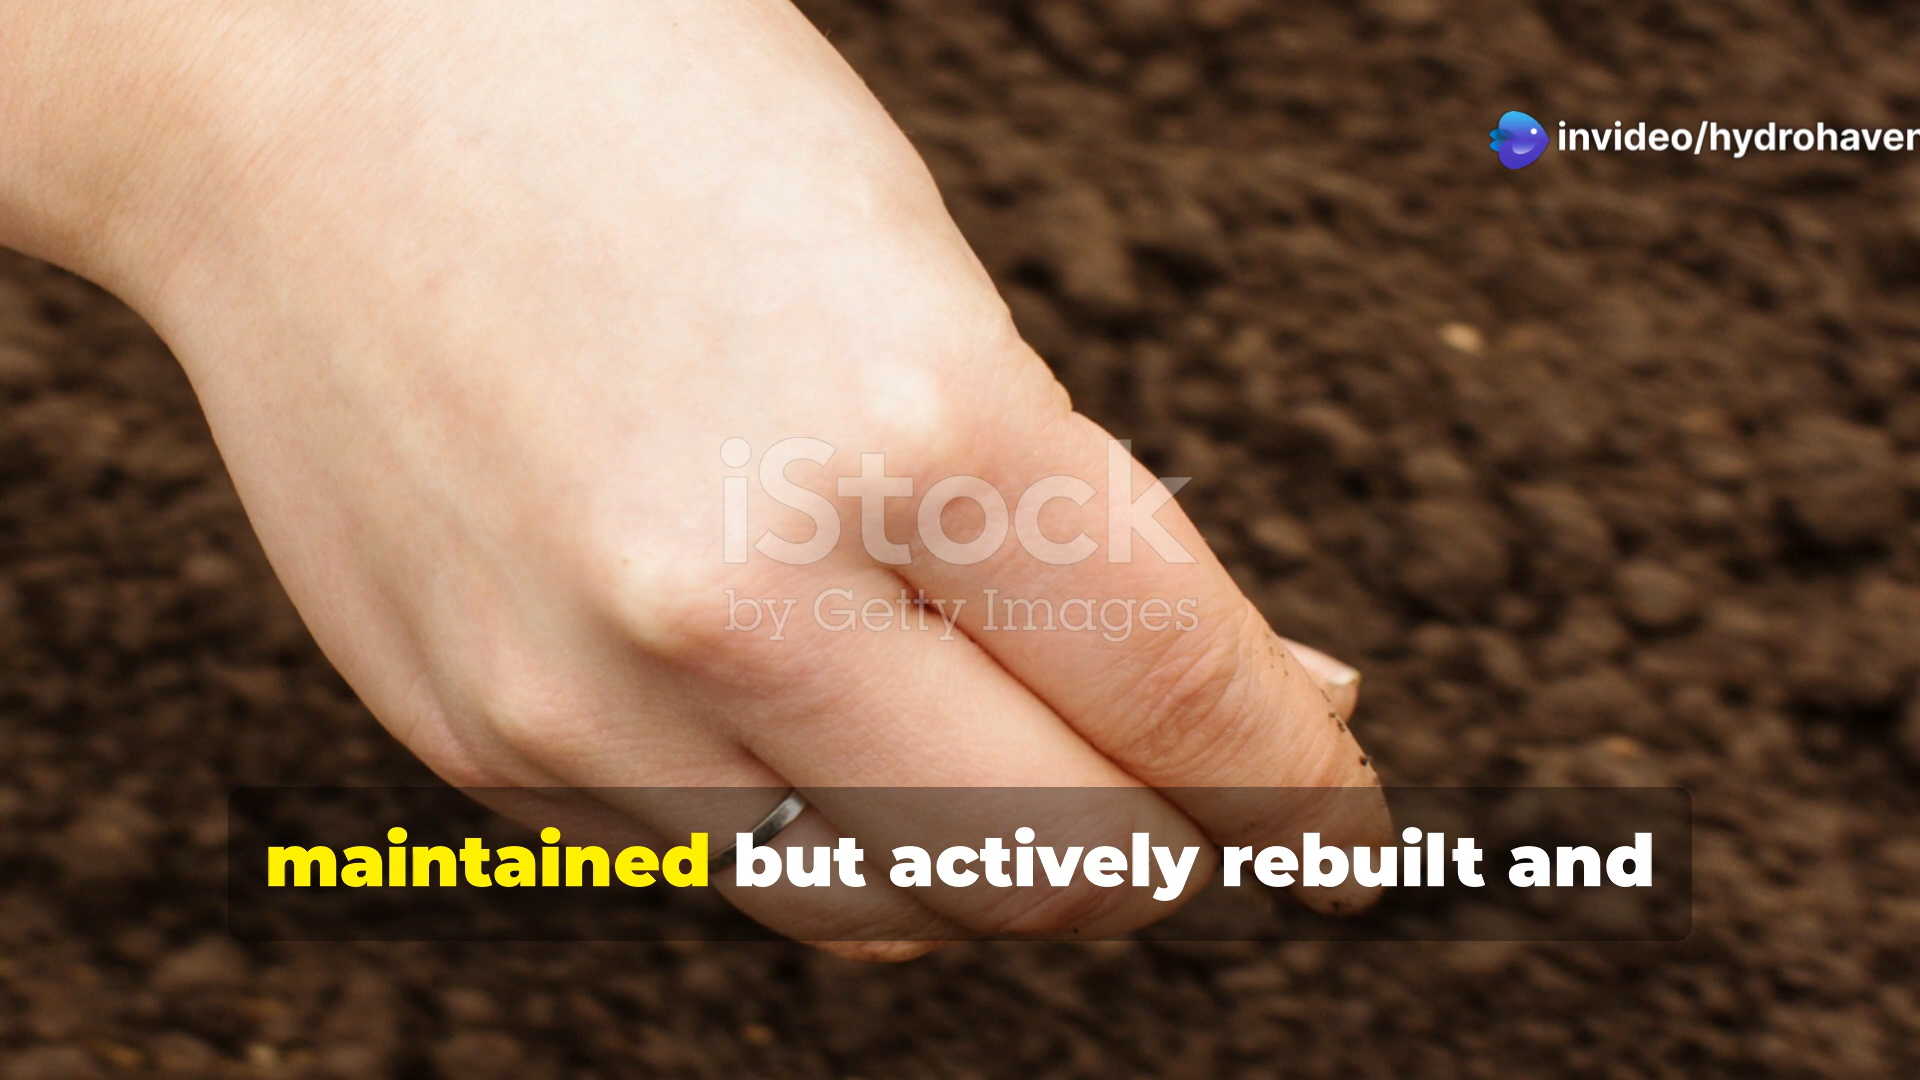 invideo/hydrohaven
iStock
by Getty Images
maintained but actively rebuilt and